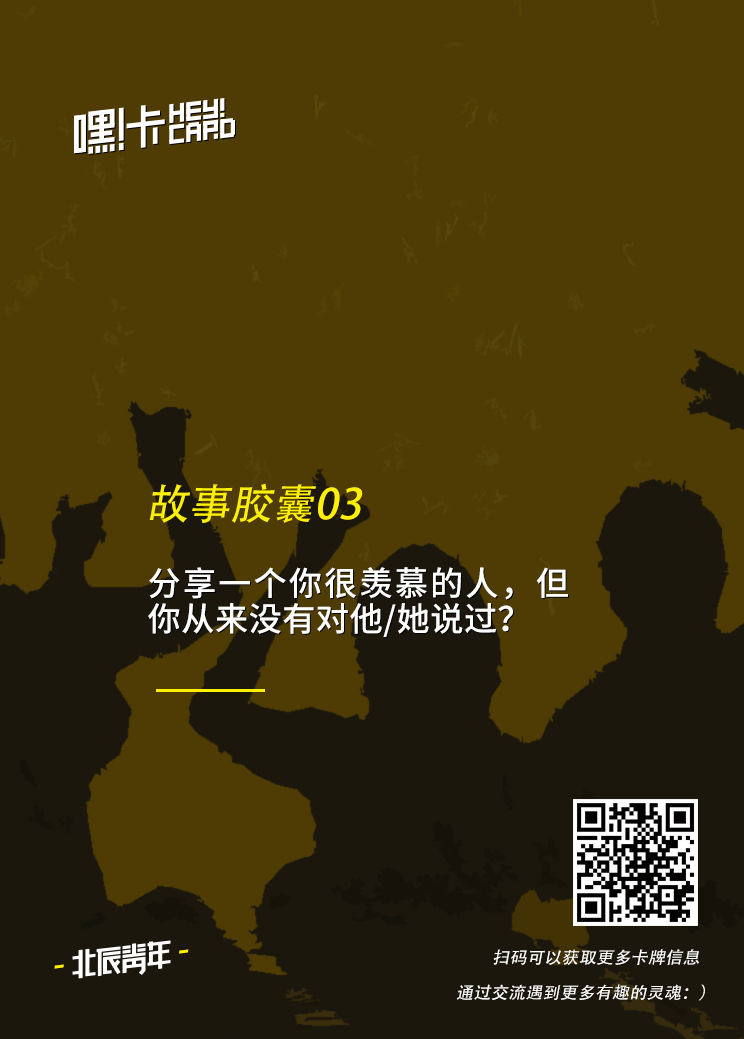 嘿!卡 HEY! CARD
故事胶囊03
分享一个你很羡慕的人，但
你从来没有对他/她说过？
- 北辰青年 -
扫码可以获取更多卡牌信息
通过交流遇到更多有趣的灵魂：）